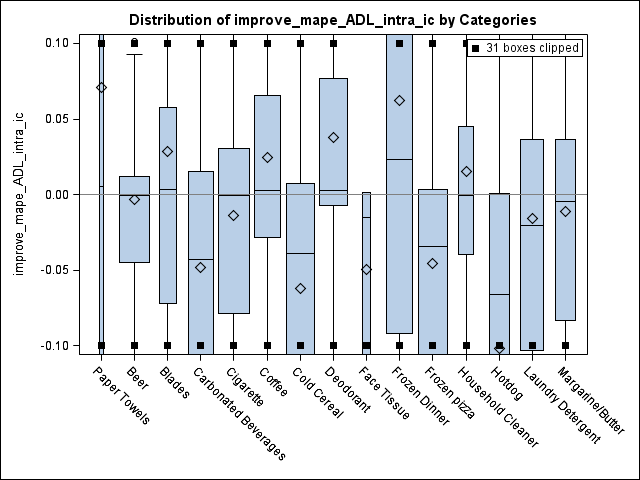 Distribution of improve_mape_ADL_intra_ic by Categories
31 boxes clipped
improve_mape_ADL_intra_ic
0.10
0.05
0.00
-0.05
-0.10
Paper Towels
Beer
Blades
Carbonated Beverages
Cigarette
Coffee
Cold Cereal
Deodorant
Face Tissue
Frozen Dinner
Frozen pizza
Household Cleaner
Hotdog
Laundry Detergent
Margarine/Butter